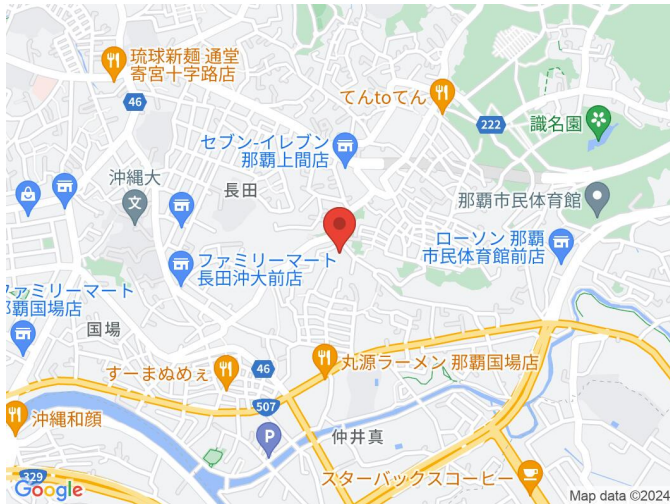 琉球新麺 通堂
寄宮十字路店
46
てんtoてん
222
識名園
セブン-イレブン
那覇上間店
沖縄大
文
長田
那覇市民体育館
ファミリーマート
長田沖大前店
ローソン 那覇
市民体育館前店
ファミリーマート
那覇国場店
国場
すーまぬめぇ
46
丸源ラーメン 那覇国場店
507
沖縄和顔
P
仲井真
329
スターバックスコーヒー
Google
Map data ©2024